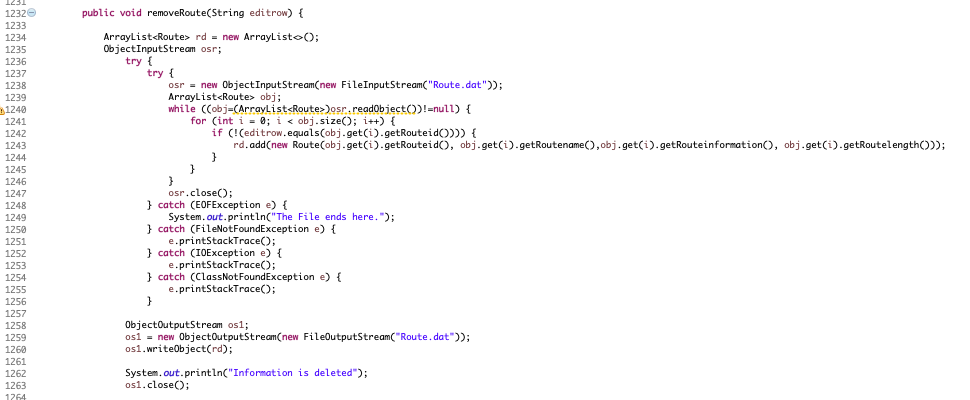 1231
1232 public void removeRoute(String editrow) {
1233
1234 ArrayList<Route> rd = new ArrayList<>();
1235 ObjectInputStream osr;
1236 try {
1237 try {
1238 osr = new ObjectInputStream(new FileInputStream("Route.dat"));
1239 ArrayList<Route> obj;
1240 while ((obj=(ArrayList<Route>)osr.readObject())!=null) {
1241 for (int i = 0; i < obj.size(); i++) {
1242 if (!(editrow.equals(obj.get(i).getRouteid()))) {
1243 rd.add(new Route(obj.get(i).getRouteid(), obj.get(i).getRoutename(),obj.get(i).getRouteinformation(), obj.get(i).getRoutelength()));
1244 }
1245 }
1246 }
1247 osr.close();
1248 } catch (EOFException e) {
1249 System.out.println("The File ends here.");
1250 } catch (FileNotFoundException e) {
1251 e.printStackTrace();
1252 } catch (IOException e) {
1253 e.printStackTrace();
1254 } catch (ClassNotFoundException e) {
1255 e.printStackTrace();
1256 }
1257
1258 ObjectOutputStream os1;
1259 os1 = new ObjectOutputStream(new FileOutputStream("Route.dat"));
1260 os1.writeObject(rd);
1261
1262 System.out.println("Information is deleted");
1263 os1.close();
1264